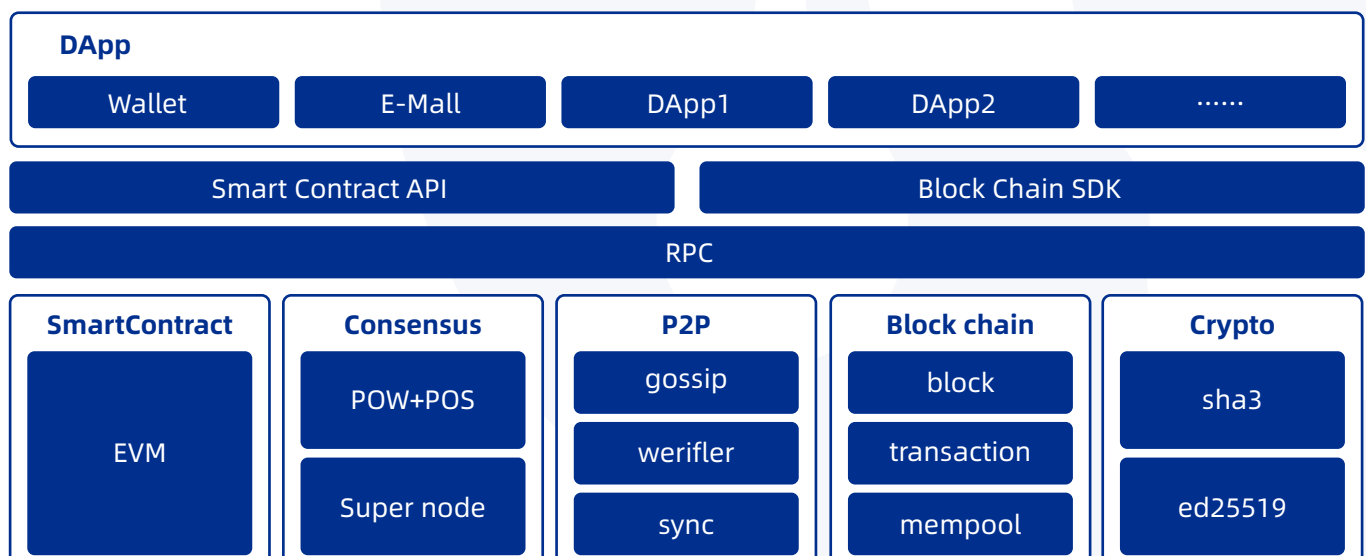 DApp
Wallet
E-Mall
DApp1
DApp2
······
Smart Contract API
Block Chain SDK
RPC
SmartContract
EVM
Consensus
POW+POS
Super node
P2P
gossip
werifler
sync
Block chain
block
transaction
mempool
Crypto
sha3
ed25519